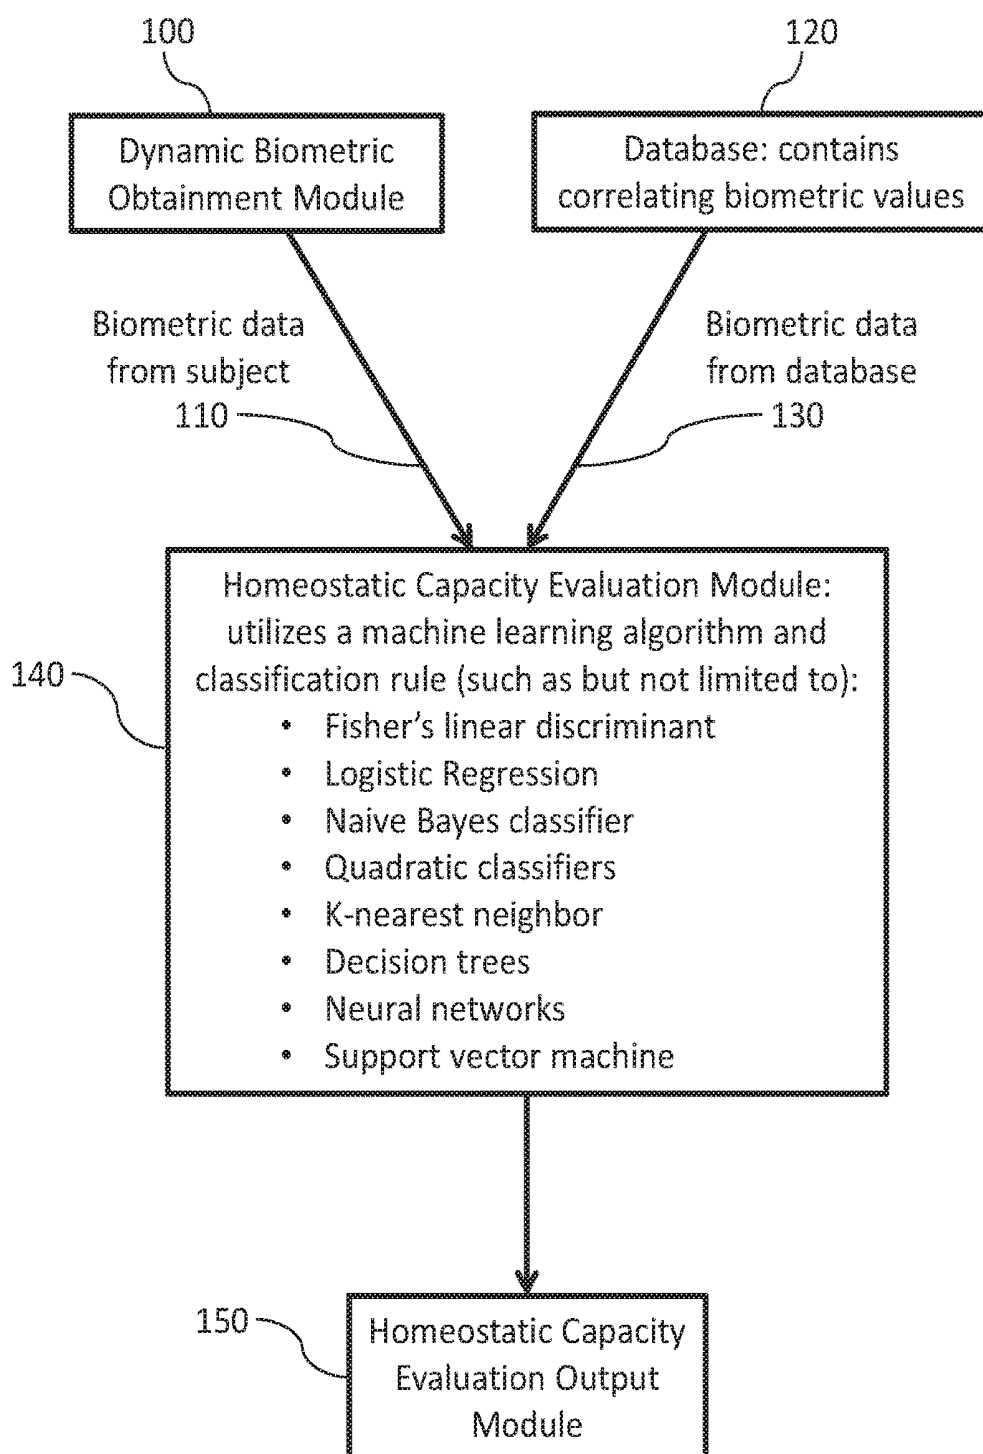 100
120
Dynamic Biometric
Obtainment Module
Database: contains
correlating biometric values
Biometric data
from subject
110
Biometric data
from database
130
140
Homeostatic Capacity Evaluation Module:
utilizes a machine learning algorithm and
classification rule (such as but not limited to):
• Fisher's linear discriminant
• Logistic Regression
• Naive Bayes classifier
• Quadratic classifiers
• K-nearest neighbor
• Decision trees
• Neural networks
• Support vector machine
150
Homeostatic Capacity
Evaluation Output
Module